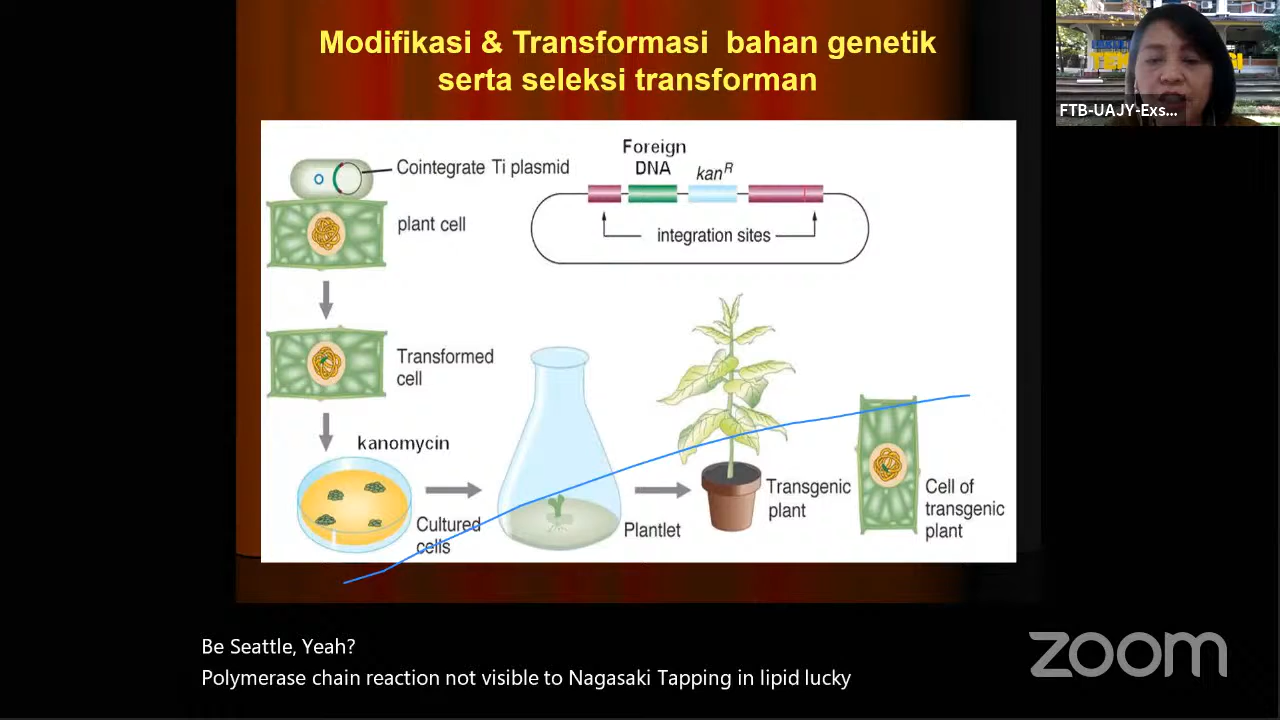 Modifikasi & Transformasi bahan genetik
serta seleksi transforman
FTB-UAJY-Exs...
Cointegrate Ti plasmid
plant cell
Foreign
DNA
kanR
integration sites
Transformed
cell
kanomycin
Cultured
cells
Plantlet
Transgenic
plant
Cell of
transgenic
plant
Be Seattle, Yeah?
Polymerase chain reaction not visible to Nagasaki Tapping in lipid lucky
zoom